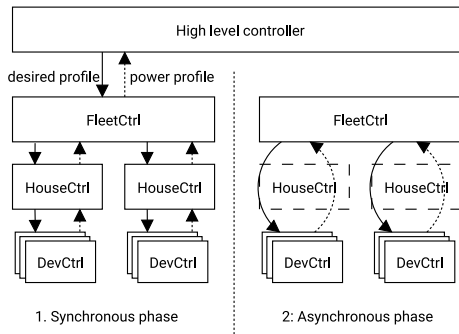 High level controller
desired profile
power profile
FleetCtrl
FleetCtrl
HouseCtrl
HouseCtrl
HouseCtrl
HouseCtrl
DevCtrl
DevCtrl
DevCtrl
DevCtrl
1. Synchronous phase
2: Asynchronous phase